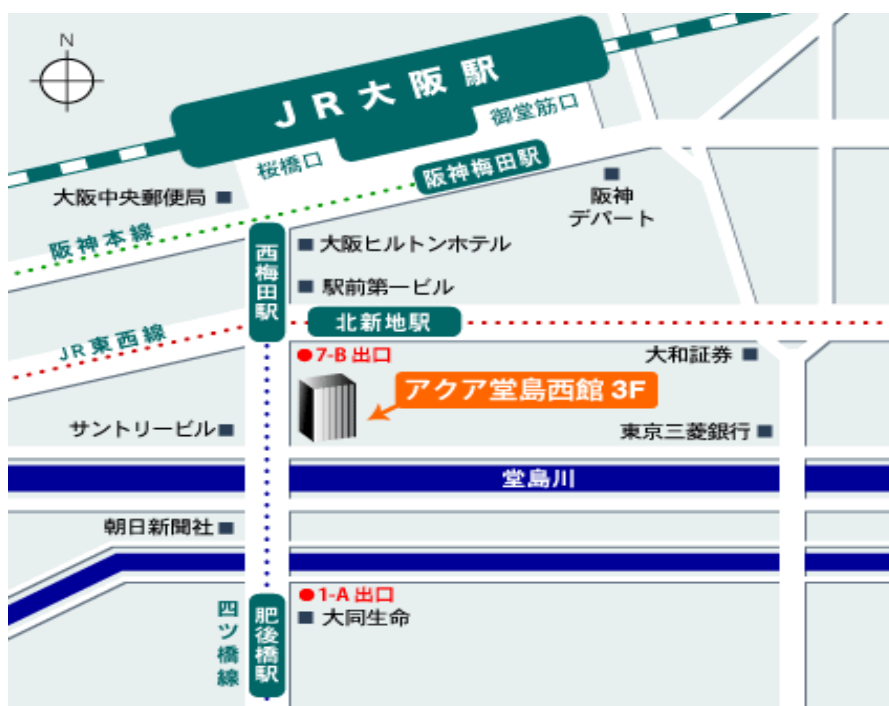 N
JR大阪駅
御堂筋口
桜橋口
阪神梅田駅
大阪中央郵便局
阪神
デパート
阪神本線
西梅田駅
大阪ヒルトンホテル
駅前第一ビル
北新地駅
JR東西線
7-B 出口
大和証券
アクア堂島西館 3F
サントリービル
東京三菱銀行
堂島川
朝日新聞社
1-A 出口
四ツ橋線
肥後橋駅
大同生命